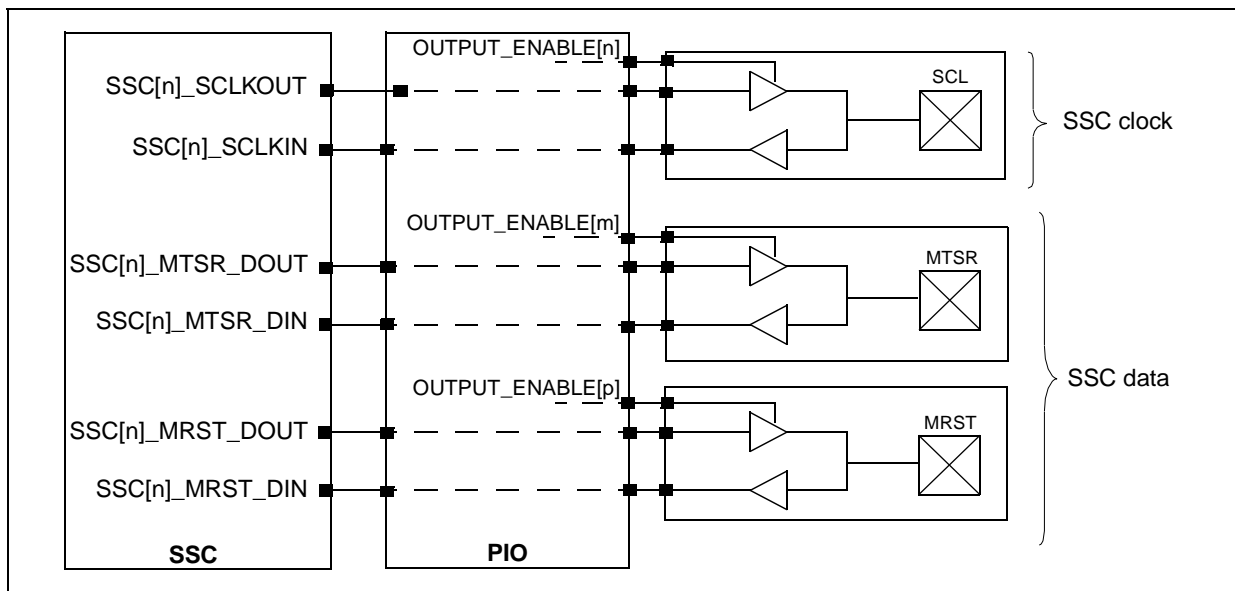 OUTPUT_ENABLE[n]
SSC[n]_SCLKOUT
SCL
SSC clock
SSC[n]_SCLKIN
OUTPUT_ENABLE[m]
SSC[n]_MTSR_DOUT
MTSR
SSC[n]_MTSR_DIN
SSC data
OUTPUT_ENABLE[p]
SSC[n]_MRST_DOUT
MRST
SSC[n]_MRST_DIN
SSC
PIO